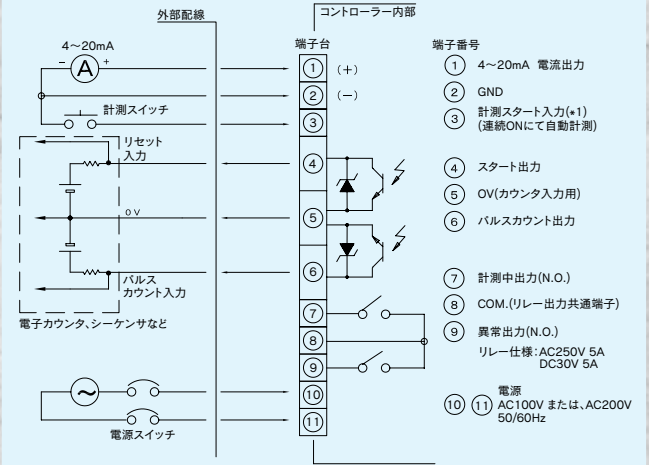 外部配線
コントローラー内部
4〜20mA
- A +
計測スイッチ
リセット
入力
0V
パルス
カウント入力
電子カウンタ、シーケンサなど
電源スイッチ
端子台
① (+)
② (−)
③
④
⑤
⑥
⑦
⑧
⑨
⑩
⑪
端子番号
① 4〜20mA 電流出力
② GND
③ 計測スタート入力(*1)
(連続ONにて自動計測)
④ スタート出力
⑤ OV(カウンタ入力用)
⑥ パルスカウント出力
⑦ 計測中出力(N.O.)
⑧ COM.(リレー出力共通端子)
⑨ 異常出力(N.O.)
リレー仕様:AC250V 5A
DC30V 5A
電源
⑩ ⑪ AC100V または、AC200V
50/60Hz